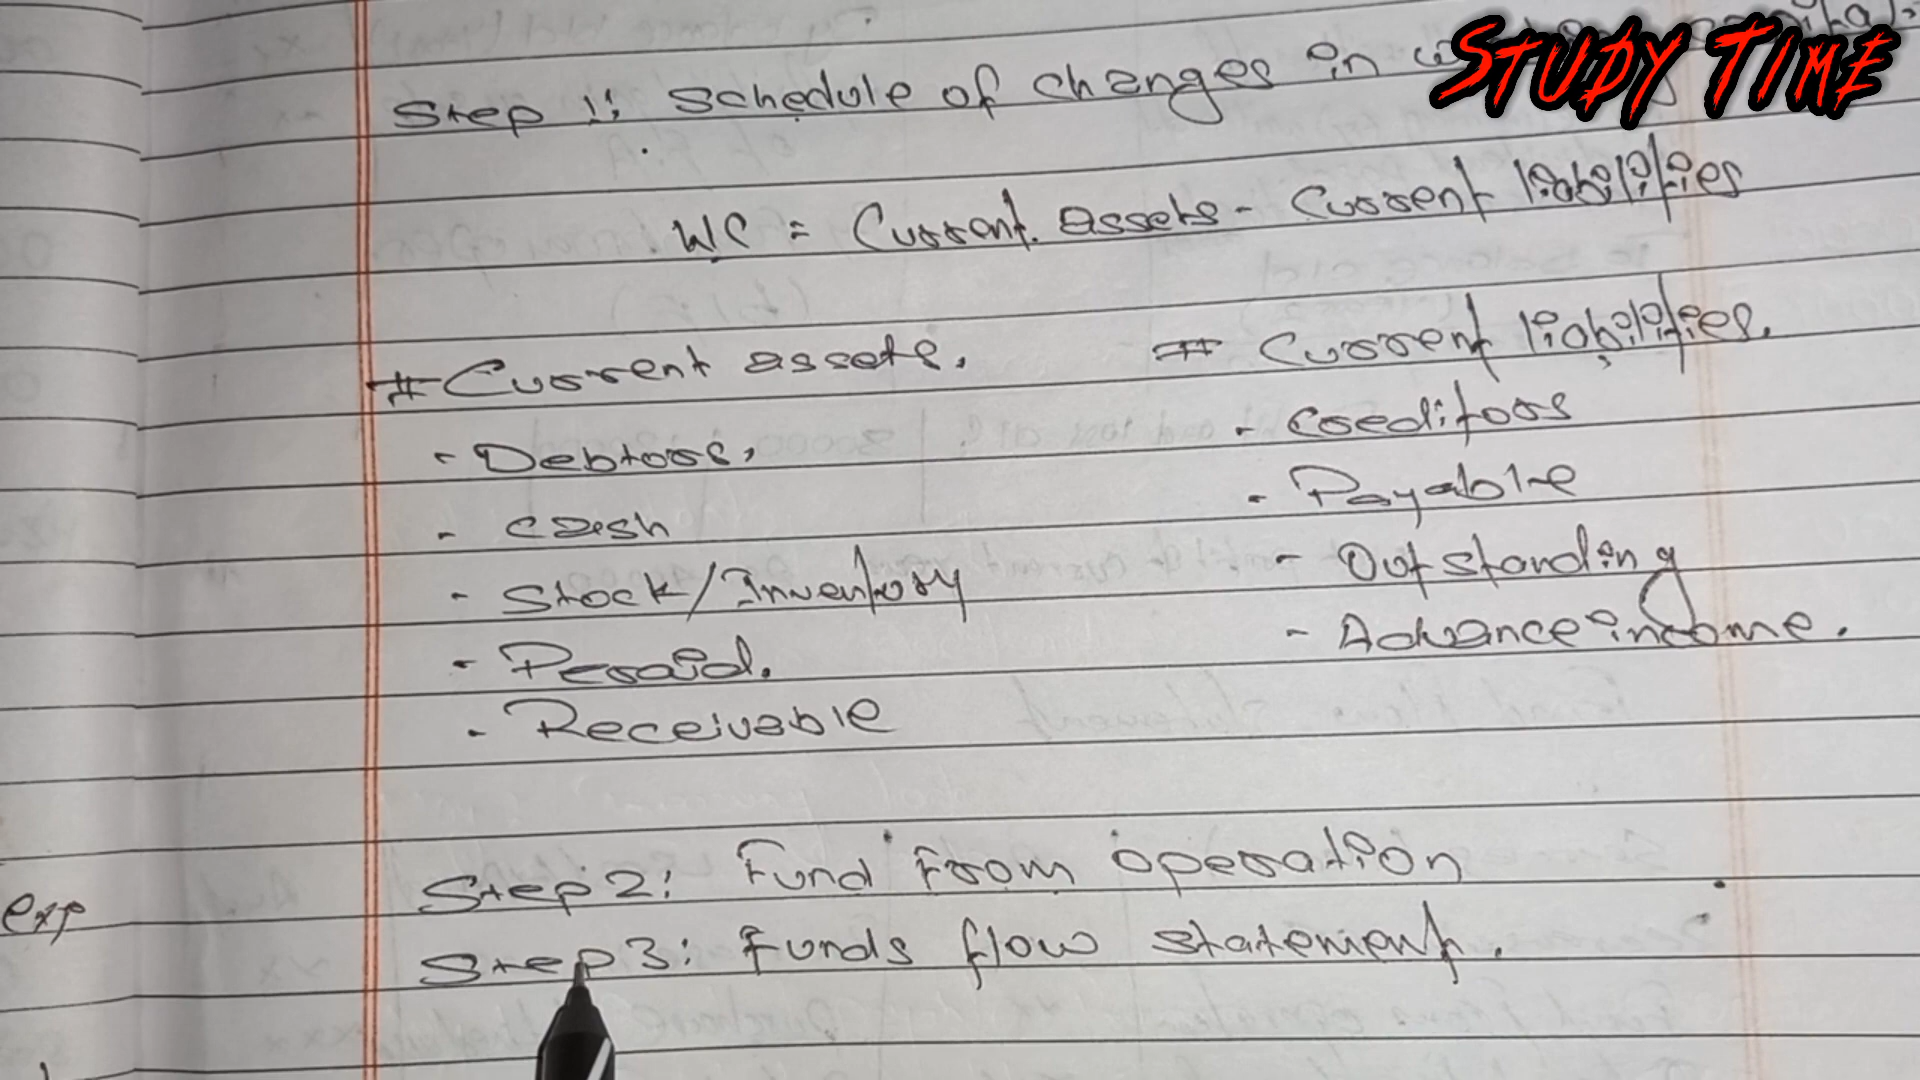 STUDY TIME
Step 1: Schedule of changes in
WC = Current assets - Current liabilities
# Current assets.
- Debtors,
- Cash
- Stock/Inventory
- Peraid.
- Receivable
# Current liabilities.
- Creditors
- Payable
- Outstanding
- Advance income.
Step 2: Fund from operation
exp
Step 3: Funds flow statement.